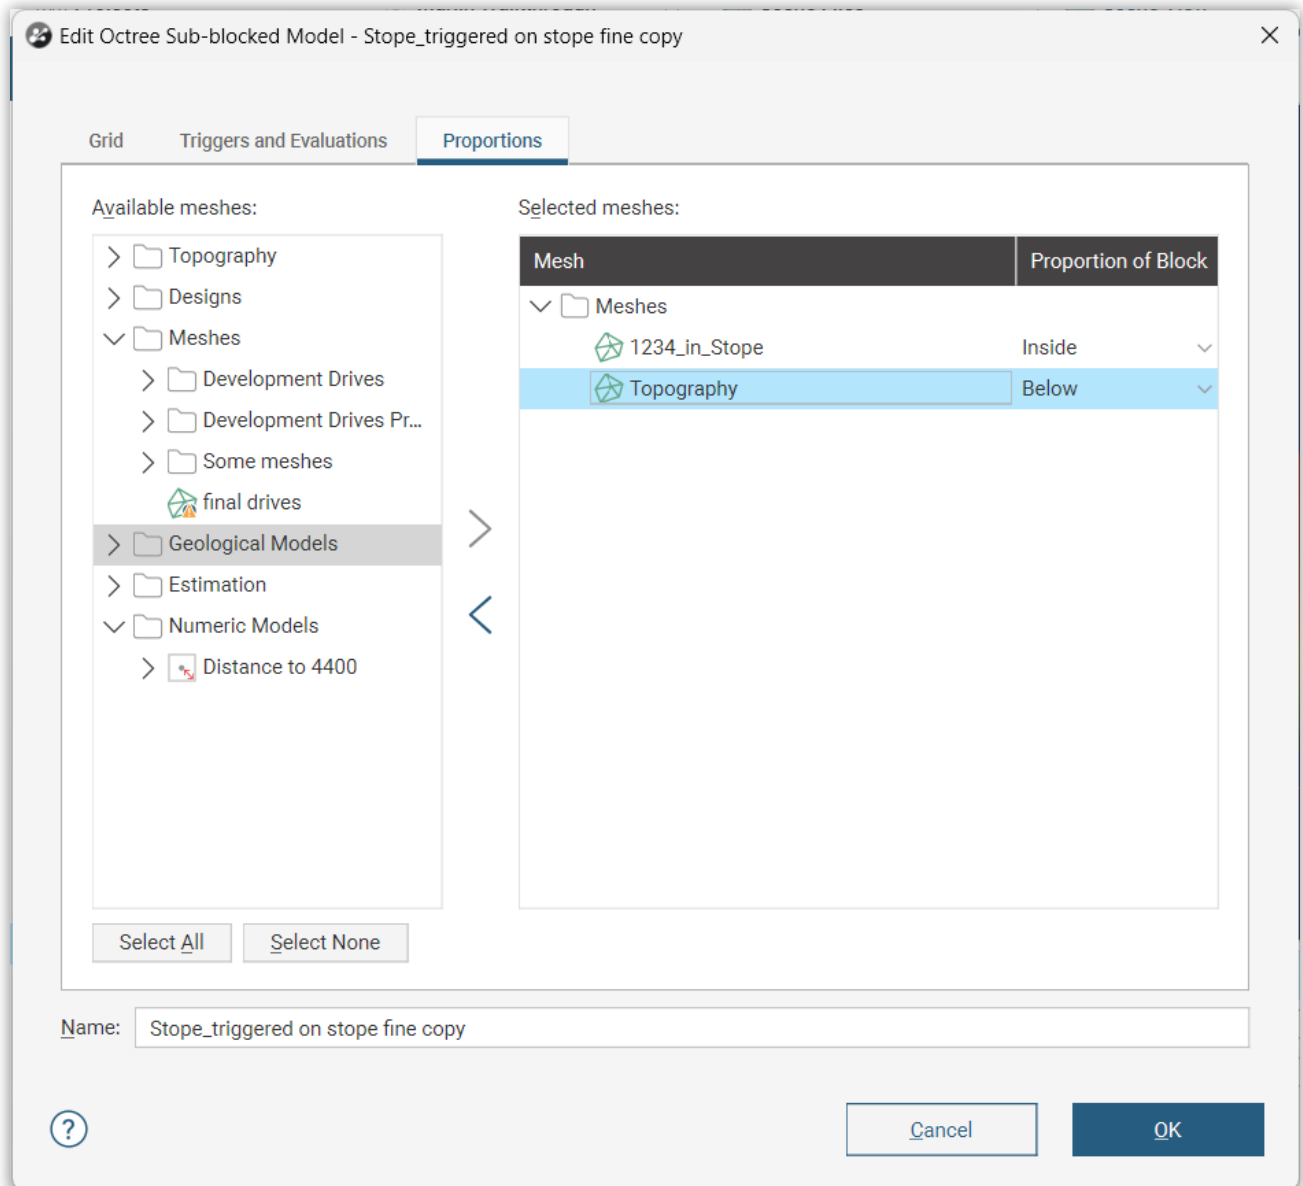 Edit Octree Sub-blocked Model - Stope_triggered on stope fine copy
Grid Triggers and Evaluations Proportions
Available meshes:
Topography
Designs
Meshes
Development Drives
Development Drives Pr...
Some meshes
final drives
Geological Models
Estimation
Numeric Models
Distance to 4400
Select All Select None
Selected meshes:
Mesh Proportion of Block
Meshes
1234_in_Stope Inside
Topography Below
Name: Stope_triggered on stope fine copy
?
Cancel OK